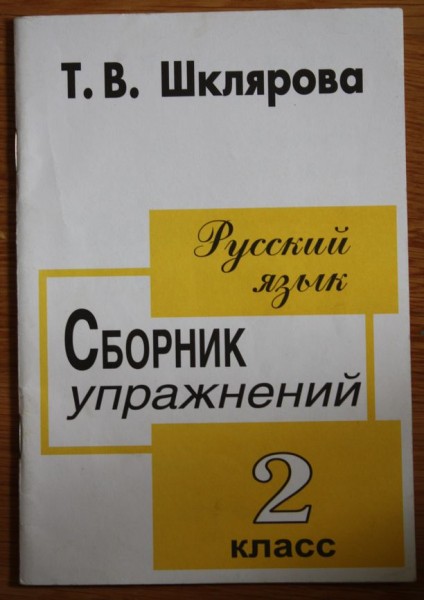 Т. В. Шклярова
Русский
язык
Сборник
упражнений
2
класс